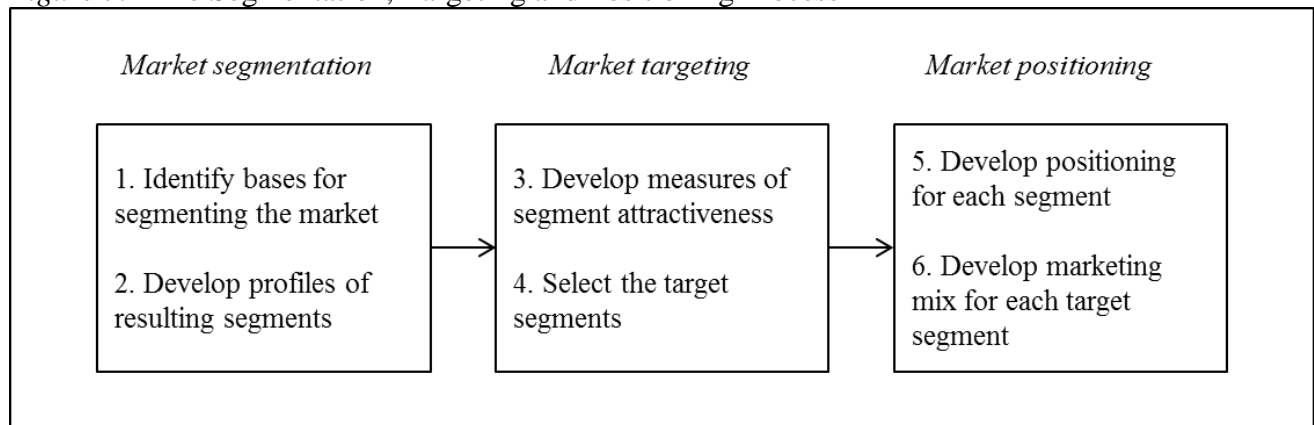 Market segmentation
Market targeting
Market positioning
1. Identify bases for
segmenting the market
2. Develop profiles of
resulting segments
3. Develop measures of
segment attractiveness
4. Select the target
segments
5. Develop positioning
for each segment
6. Develop marketing
mix for each target
segment